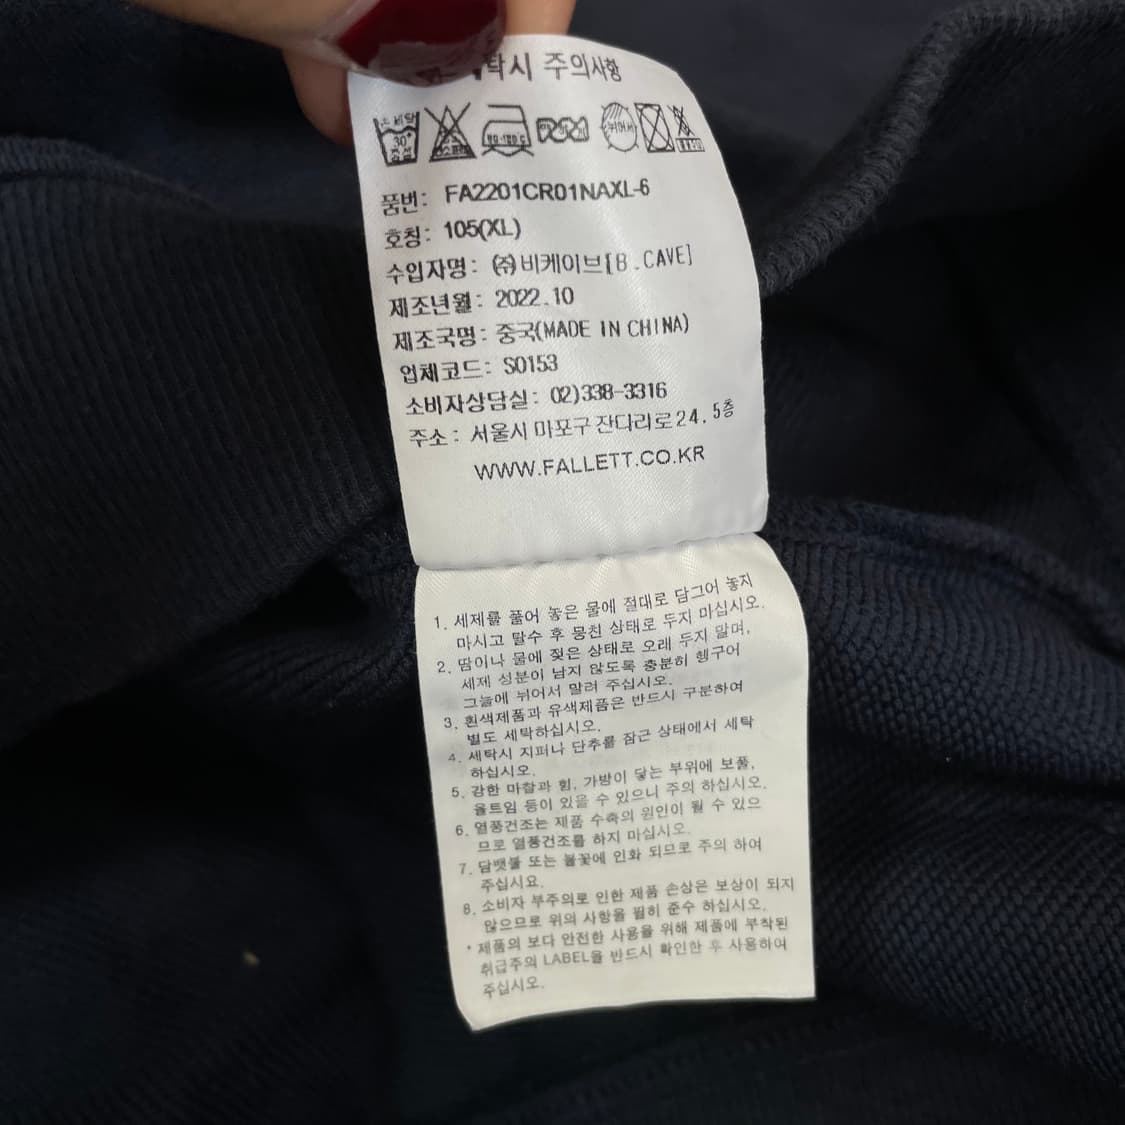 탁시 주의사항
손세탁
30°
중성
80-160°C
뉘어서
품번: FA2201CR01NAXL-6
호칭: 105(XL)
수입자명: ㈜비케이브[B.CAVE]
제조년월: 2022.10
제조국명: 중국(MADE IN CHINA)
업체코드: S0153
소비자상담실: 02)338-3316
주소: 서울시 마포구 잔다리로24.5층
WWW.FALLETT.CO.KR
1. 세제를 풀어 놓은 물에 절대로 담그어 놓지
마시고 탈수 후 뭉친 상태로 두지 마십시오.
2. 땀이나 물에 젖은 상태로 오래 두지 말며,
세제 성분이 남지 않도록 충분히 헹구어
그늘에 뉘어서 말려 주십시오.
3. 흰색제품과 유색제품은 반드시 구분하여
별도 세탁하십시오.
4. 세탁시 지퍼나 단추를 잠근 상태에서 세탁
하십시오.
5. 강한 마찰과 힘, 가방이 닿는 부위에 보풀,
올트임 등이 있을 수 있으니 주의 하십시오.
6. 열풍건조는 제품 수축의 원인이 될 수 있으
므로 열풍건조를 하지 마십시오.
7. 담뱃불 또는 불꽃에 인화 되므로 주의 하여
주십시요.
8. 소비자 부주의로 인한 제품 손상은 보상이 되지
않으므로 위의 사항을 필히 준수 하십시오.
* 제품의 보다 안전한 사용을 위해 제품에 부착된
취급주의 LABEL을 반드시 확인한 후 사용하여
주십시오.